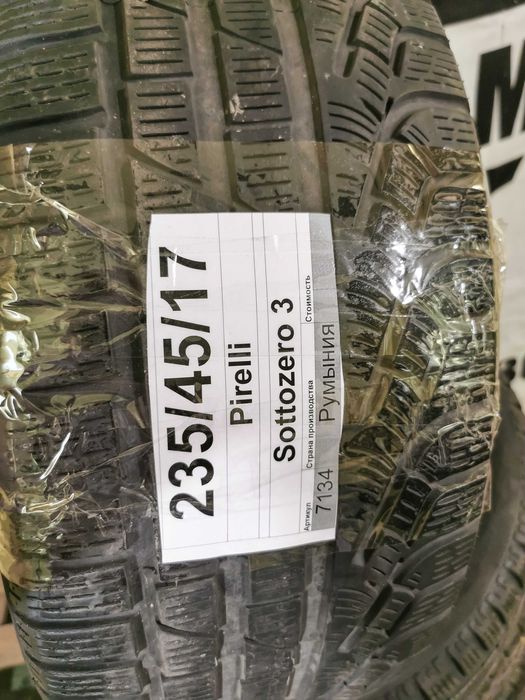 235/45/17
Pirelli
Sottozero 3
Артикул Страна производства Стоимость
7134 Румыния
M